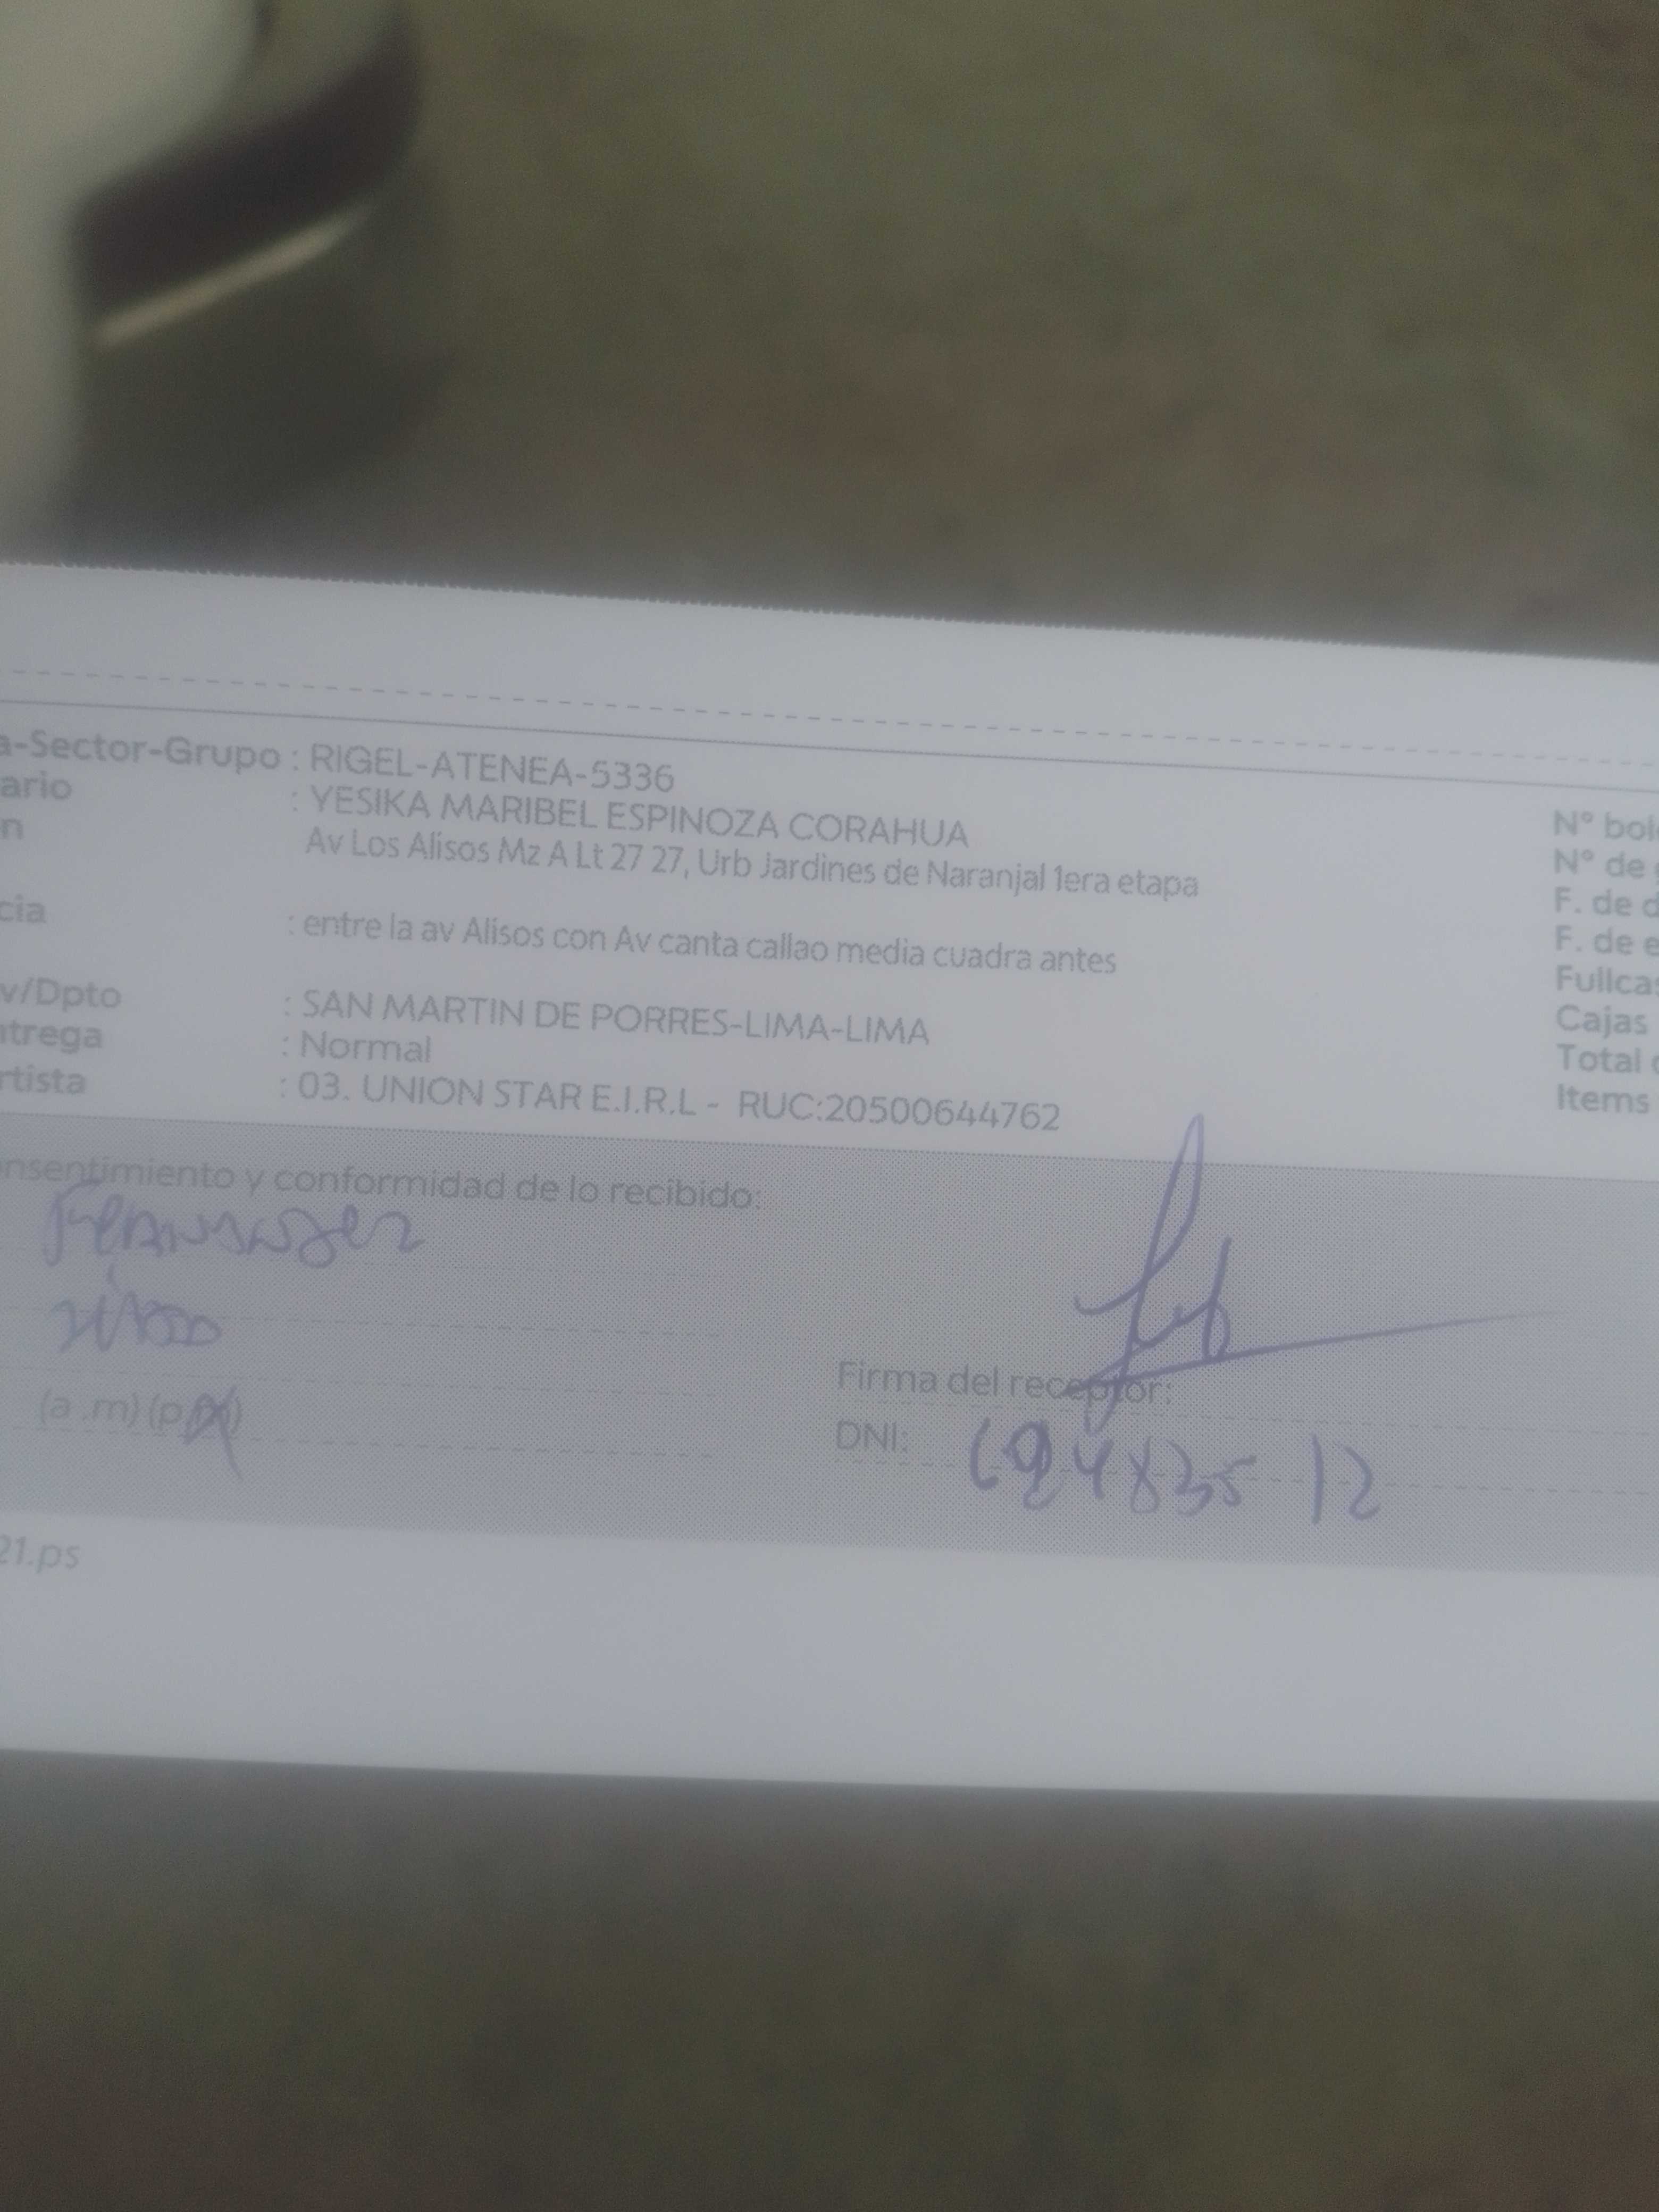 a-Sector-Grupo : RIGEL-ATENEA-5336
ario : YESIKA MARIBEL ESPINOZA CORAHUA
n Av Los Alisos Mz A Lt 27 27, Urb Jardines de Naranjal 1era etapa
cia : entre la av Alisos con Av canta callao media cuadra antes
v/Dpto : SAN MARTIN DE PORRES-LIMA-LIMA
ntrega : Normal
rtista : 03. UNION STAR E.I.R.L - RUC:20500644762
N° bol
N° de
F. de d
F. de e
Fullcas
Cajas
Total
Items
onsentimiento y conformidad de lo recibido:
(a .m) (p
Firma del receptor:
DNI:
21.ps